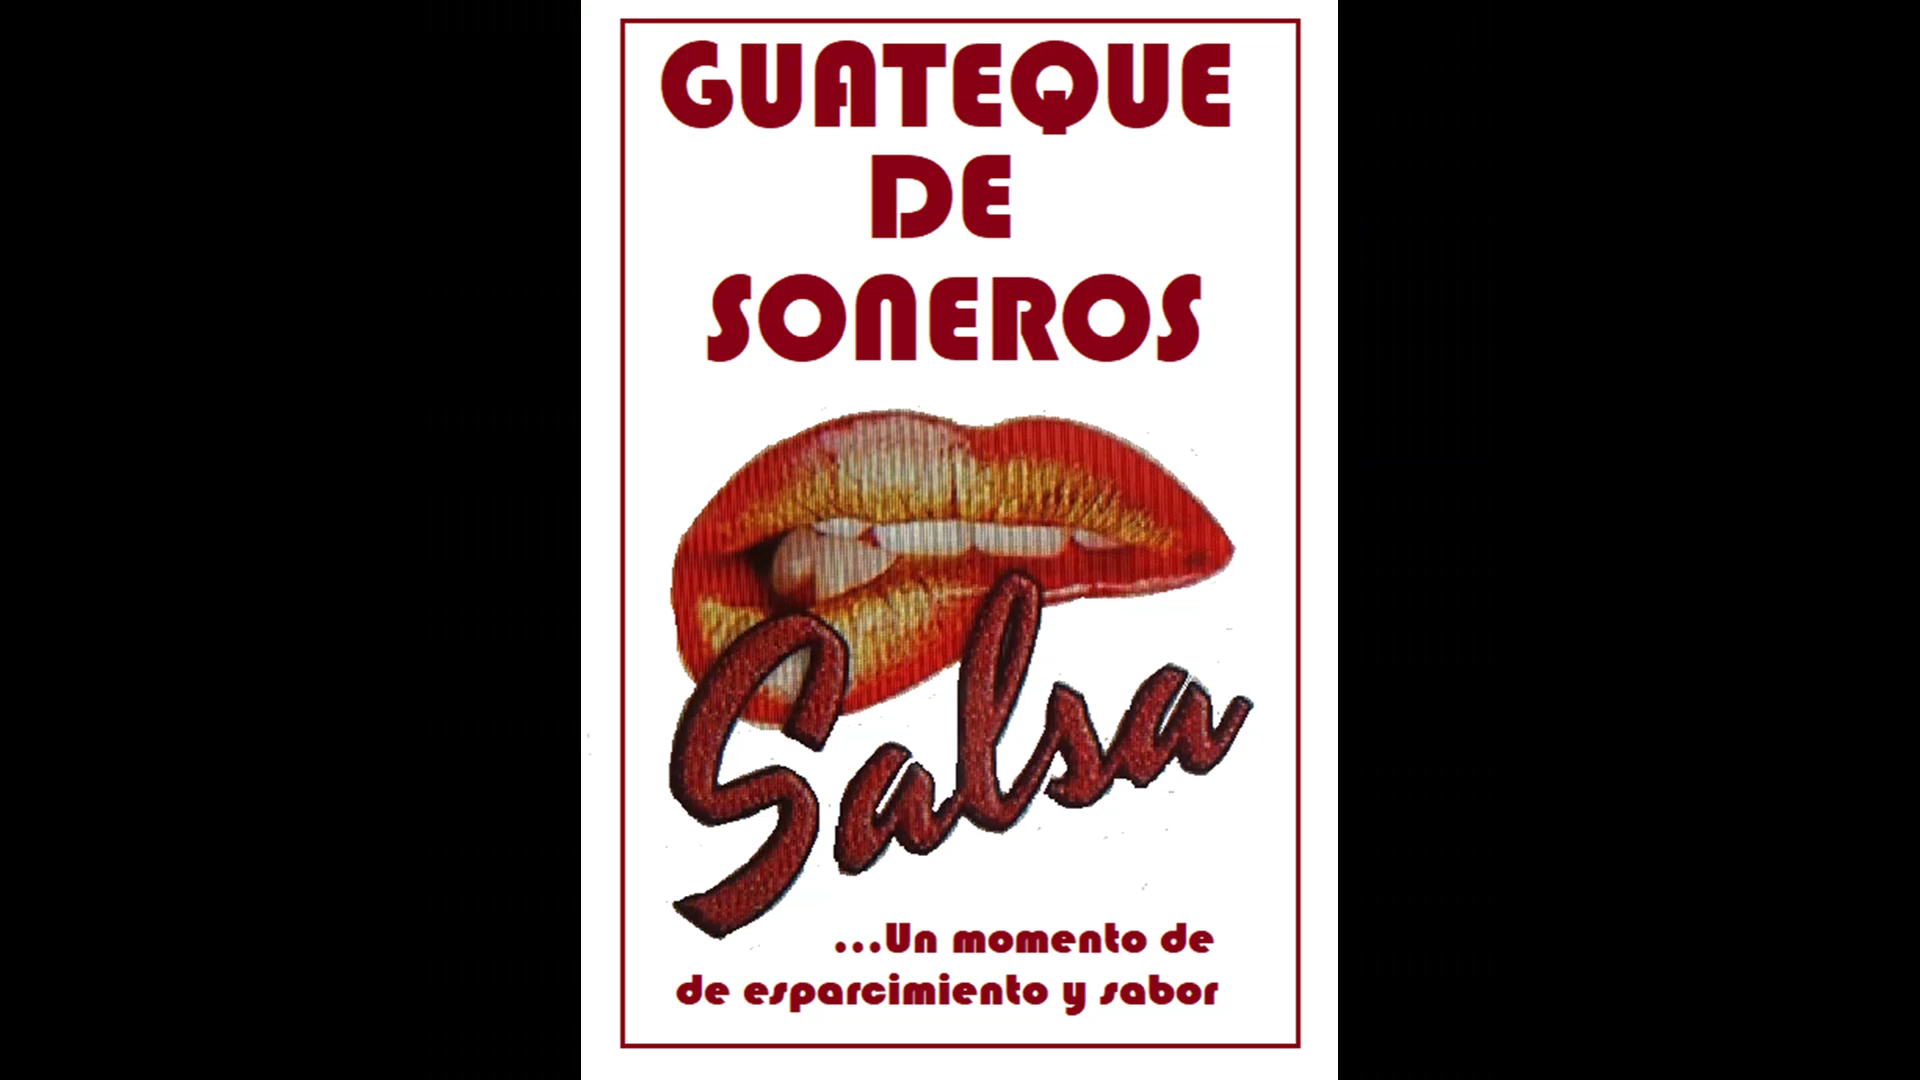 GUATEQUE
DE
SONEROS
Salsa
...Un momento de
de esparcimiento y sabor